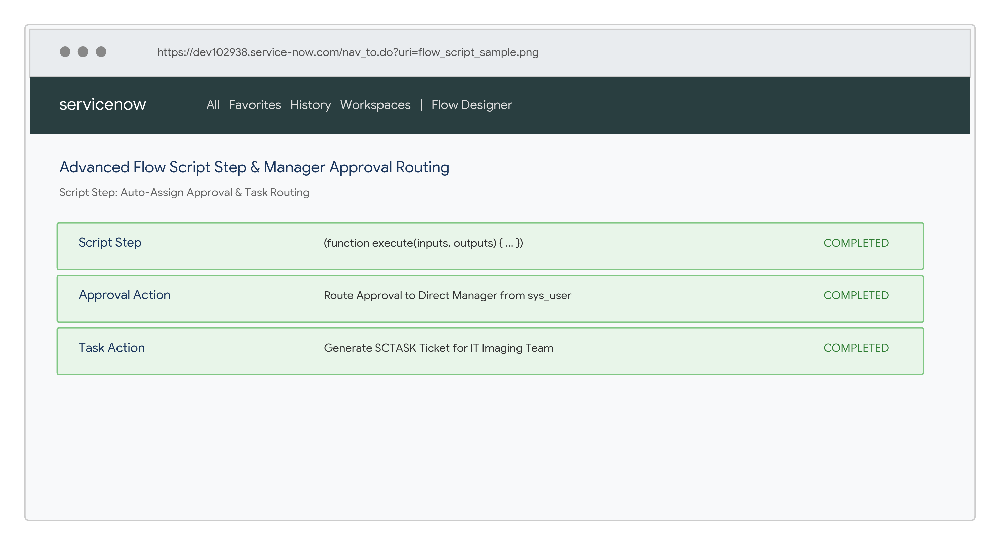 https://dev102938.service-now.com/nav_to.do?uri=flow_script_sample.png
servicenow All Favorites History Workspaces | Flow Designer
Advanced Flow Script Step & Manager Approval Routing
Script Step: Auto-Assign Approval & Task Routing
Script Step (function execute(inputs, outputs) { ... }) COMPLETED
Approval Action Route Approval to Direct Manager from sys_user COMPLETED
Task Action Generate SCTASK Ticket for IT Imaging Team COMPLETED